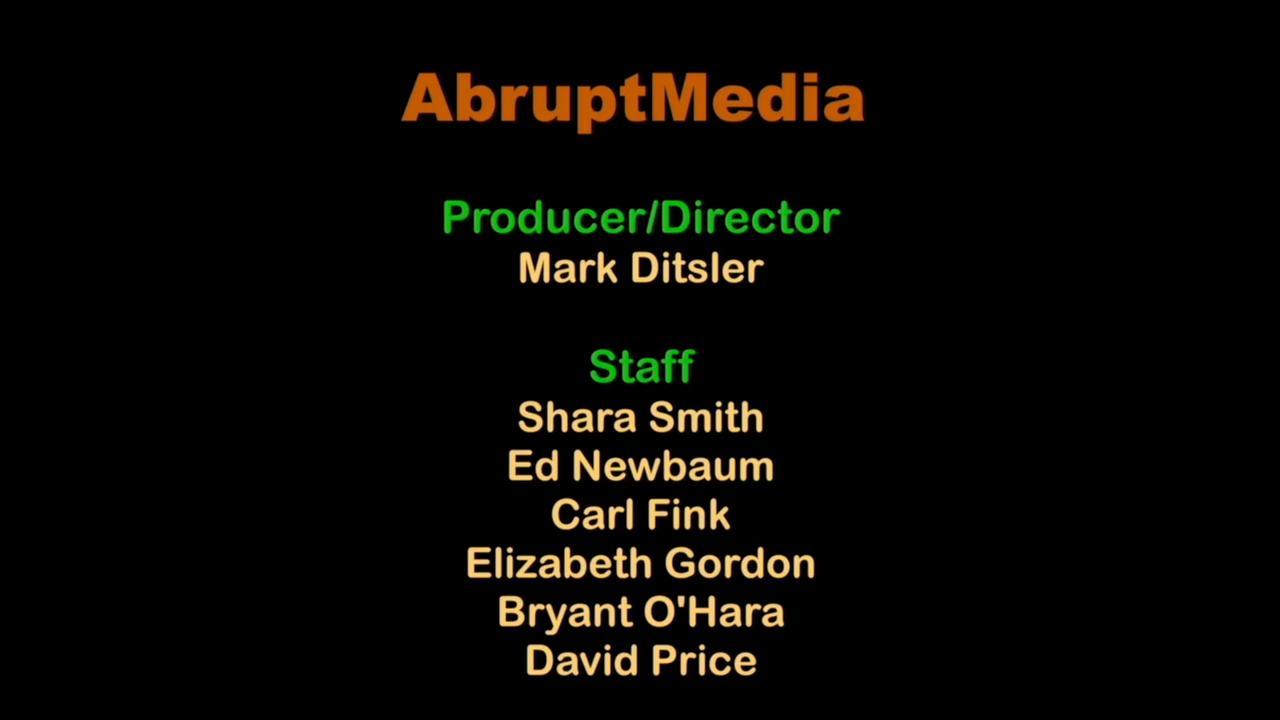 AbruptMedia
Producer/Director
Mark Ditsler
Staff
Shara Smith
Ed Newbaum
Carl Fink
Elizabeth Gordon
Bryant O'Hara
David Price